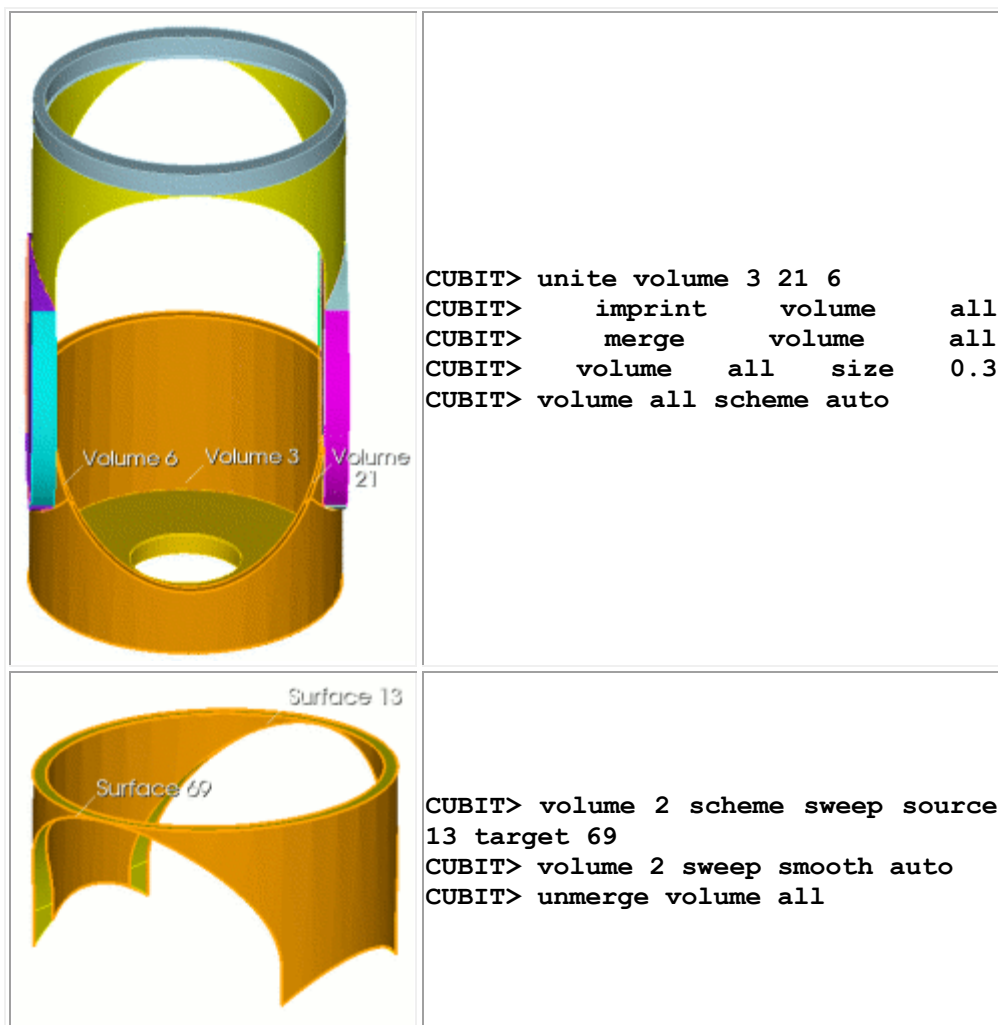 CUBIT> unite volume 3 21 6
CUBIT> imprint volume all
CUBIT> merge volume all
CUBIT> volume all size 0.3
CUBIT> volume all scheme auto
Volume 6
Volume 3
Volume
21
Surface 13
Surface 69
CUBIT> volume 2 scheme sweep source
13 target 69
CUBIT> volume 2 sweep smooth auto
CUBIT> unmerge volume all